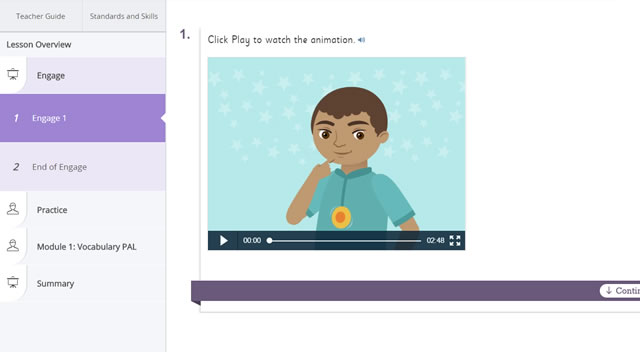 Teacher Guide
Standards and Skills
Lesson Overview
Engage
1 Engage 1
2 End of Engage
Practice
Module 1: Vocabulary PAL
Summary
1. Click Play to watch the animation.
00:00
02:48
↓ Contin